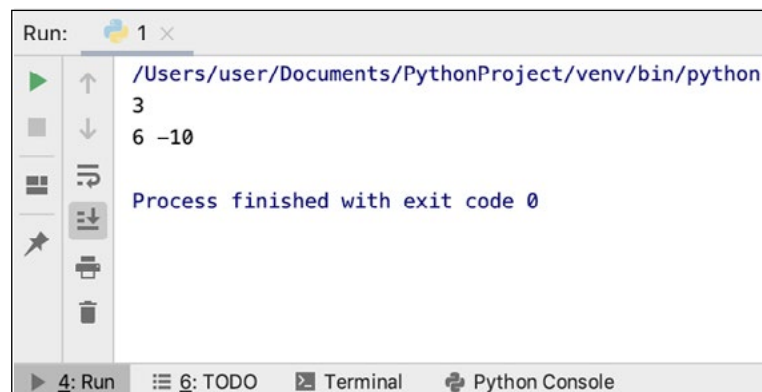 Run: 1 ×
/Users/user/Documents/PythonProject/venv/bin/python
3
6 -10
Process finished with exit code 0
4: Run 6: TODO Terminal Python Console